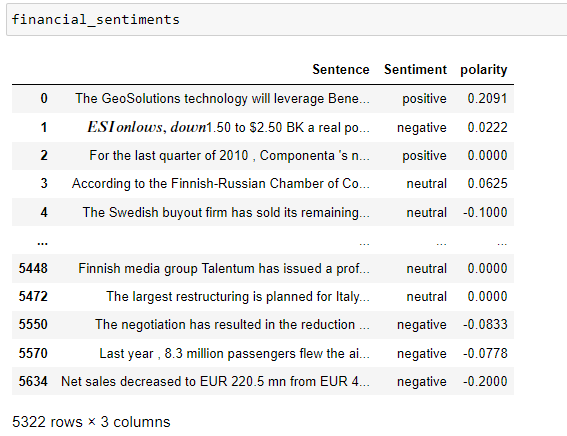 financial_sentiments
Sentence Sentiment polarity
0 The GeoSolutions technology will leverage Bene... positive 0.2091
1 ESIonlows, down1.50 to $2.50 BK a real po... negative 0.0222
2 For the last quarter of 2010 , Componenta 's n... positive 0.0000
3 According to the Finnish-Russian Chamber of Co... neutral 0.0625
4 The Swedish buyout firm has sold its remaining... neutral -0.1000
... ... ... ...
5448 Finnish media group Talentum has issued a prof... neutral 0.0000
5472 The largest restructuring is planned for Italy... neutral 0.0000
5550 The negotiation has resulted in the reduction ... negative -0.0833
5570 Last year , 8.3 million passengers flew the ai... negative -0.0778
5634 Net sales decreased to EUR 220.5 mn from EUR 4... negative -0.2000
5322 rows × 3 columns